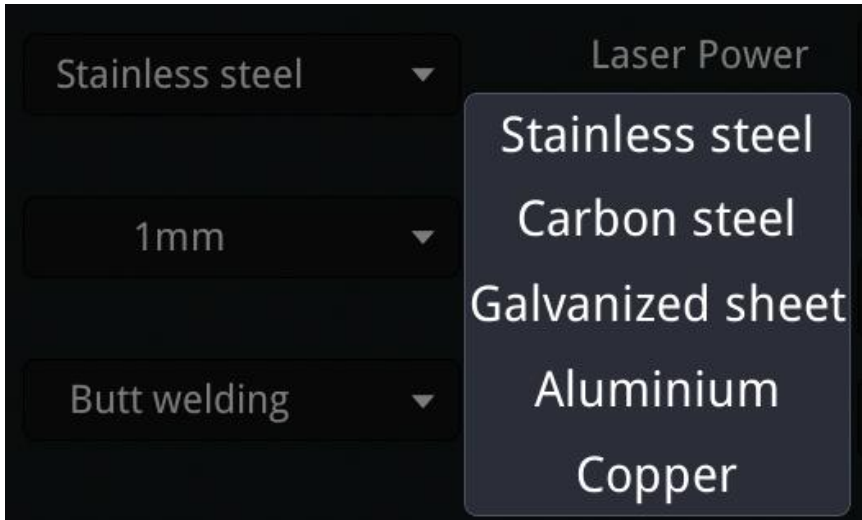 Stainless steel
1mm
Butt welding
Laser Power
Stainless steel
Carbon steel
Galvanized sheet
Aluminium
Copper